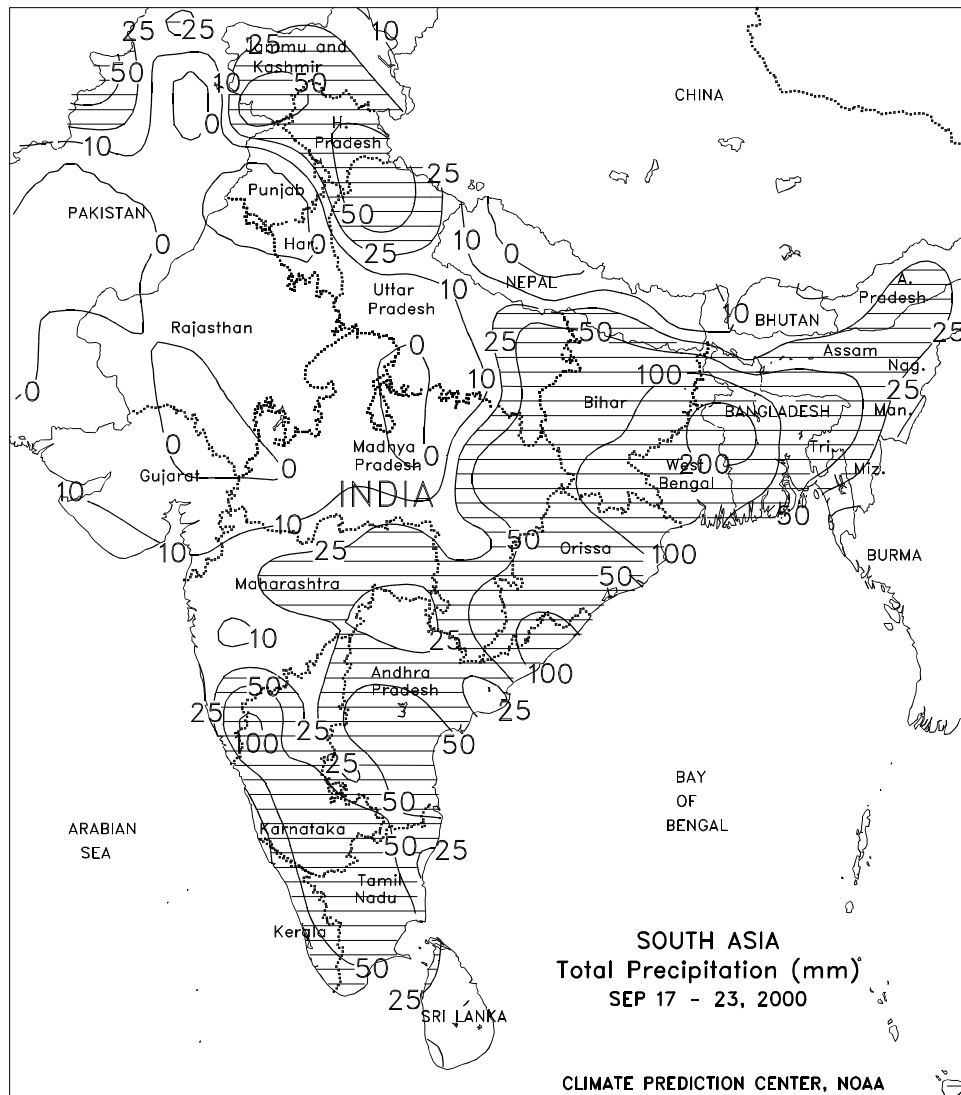 25
25
10
25
Jammu and
Kashmir
50
10
50
CHINA
0
10
H.
Pradesh
25
Punjab
PAKISTAN
50
Har.
0
0
10
0
25
NEPAL
A.
Pradesh
10
Uttar
Pradesh
10
BHUTAN
Rajasthan
50
25
25
Assam
0
Nag.
100
10
25
0
Bihar
BANGLADESH
Man.
0
Madhya
Pradesh
0
Tri.
Gujarat
0
West
Bengal
200
Miz.
10
INDIA
10
50
50
10
25
Orissa
100
BURMA
Maharashtra
50
10
25
Andhra
Pradesh
100
50
25
25
25
100
50
25
BAY
OF
BENGAL
50
ARABIAN
SEA
Karnataka
50
25
Tamil
Nadu
Kerala
50
25
SOUTH ASIA
Total Precipitation (mm)
SEP 17 - 23, 2000
SRI LANKA
CLIMATE PREDICTION CENTER, NOAA